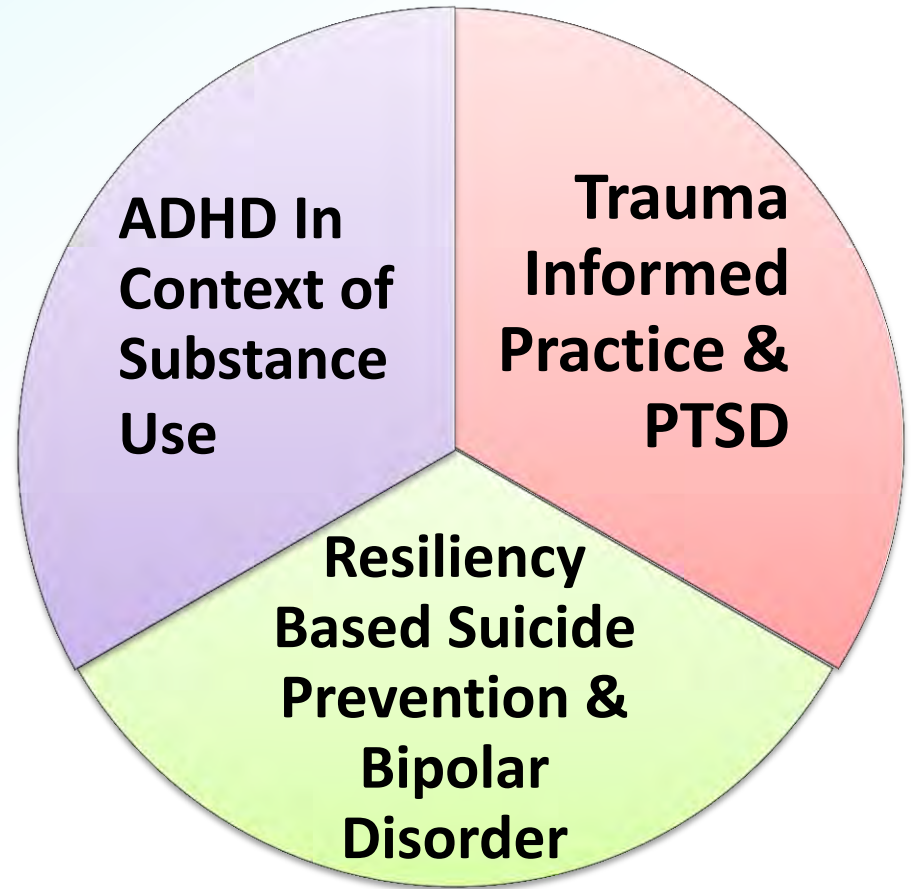 ADHD In
Context of
Substance
Use
Trauma
Informed
Practice &
PTSD
Resiliency
Based Suicide
Prevention &
Bipolar
Disorder